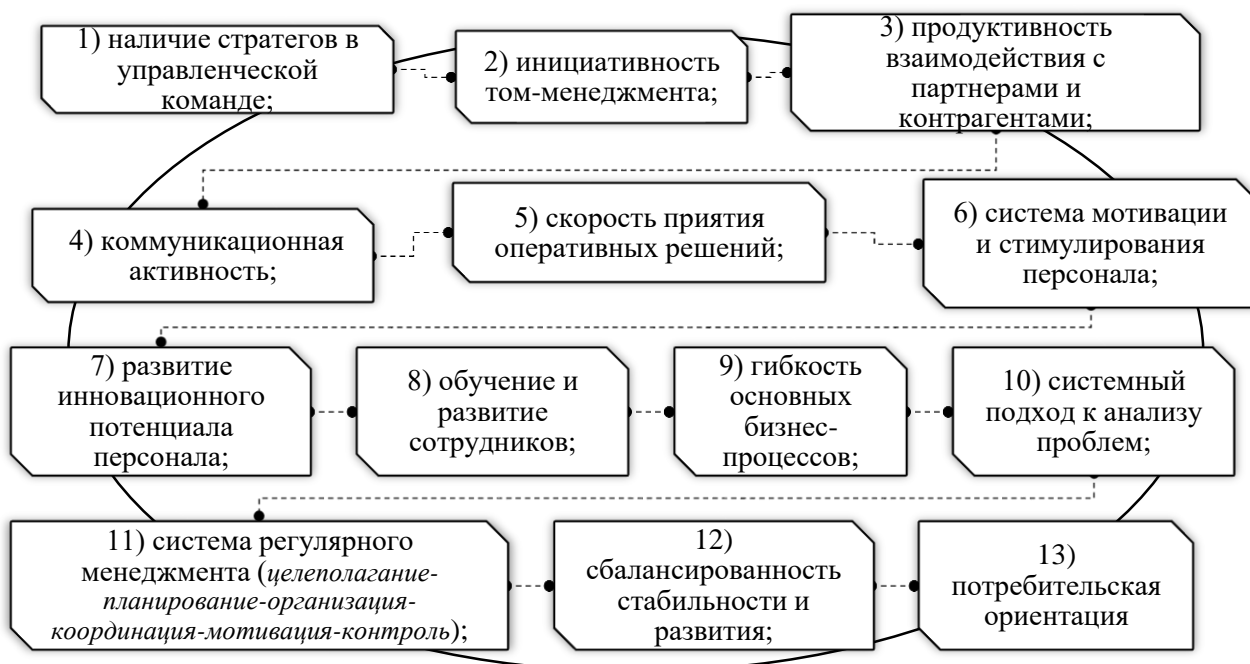 1) наличие стратегов в
управленческой
команде;
2) инициативность
том-менеджмента;
3) продуктивность
взаимодействия с
партнерами и
контрагентами;
4) коммуникационная
активность;
5) скорость приятия
оперативных решений;
6) система мотивации
и стимулирования
персонала;
7) развитие
инновационного
потенциала
персонала;
8) обучение и
развитие
сотрудников;
9) гибкость
основных
бизнес-
процессов;
10) системный
подход к анализу
проблем;
11) система регулярного
менеджмента (целеполагание-
планирование-организация-
координация-мотивация-контроль);
12)
сбалансированность
стабильности и
развития;
13)
потребительская
ориентация